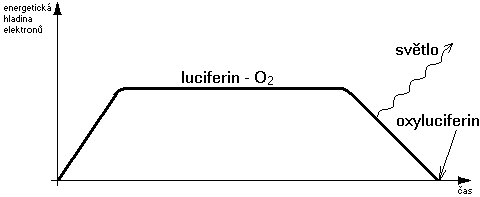 energetická
hladina
elektronů
světlo
luciferin - O₂
oxyluciferin
čas